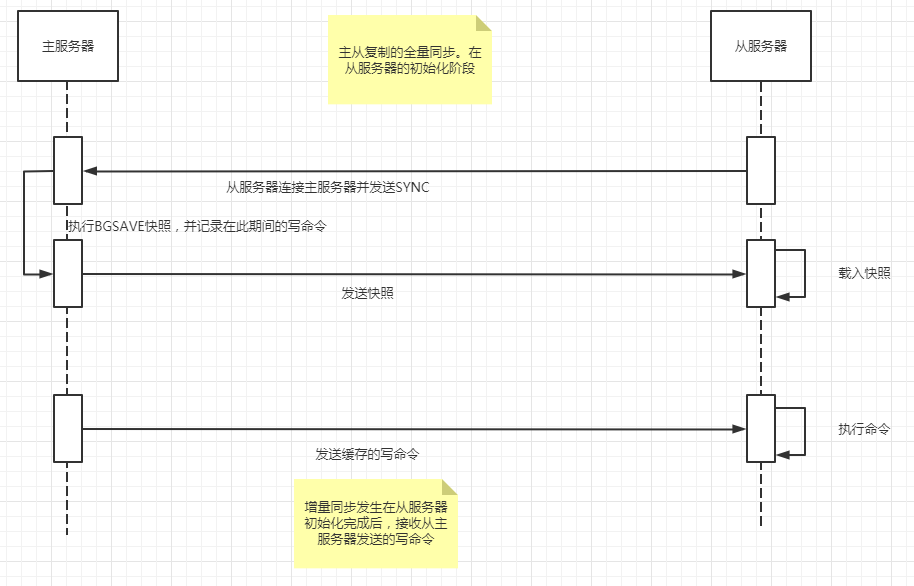 主服务器
主从复制的全量同步。在
从服务器的初始化阶段
从服务器
从服务器连接主服务器并发送SYNC
执行BGSAVE快照，并记录在此期间的写命令
发送快照
载入快照
发送缓存的写命令
执行命令
增量同步发生在从服务器
初始化完成后，接收从主
服务器发送的写命令